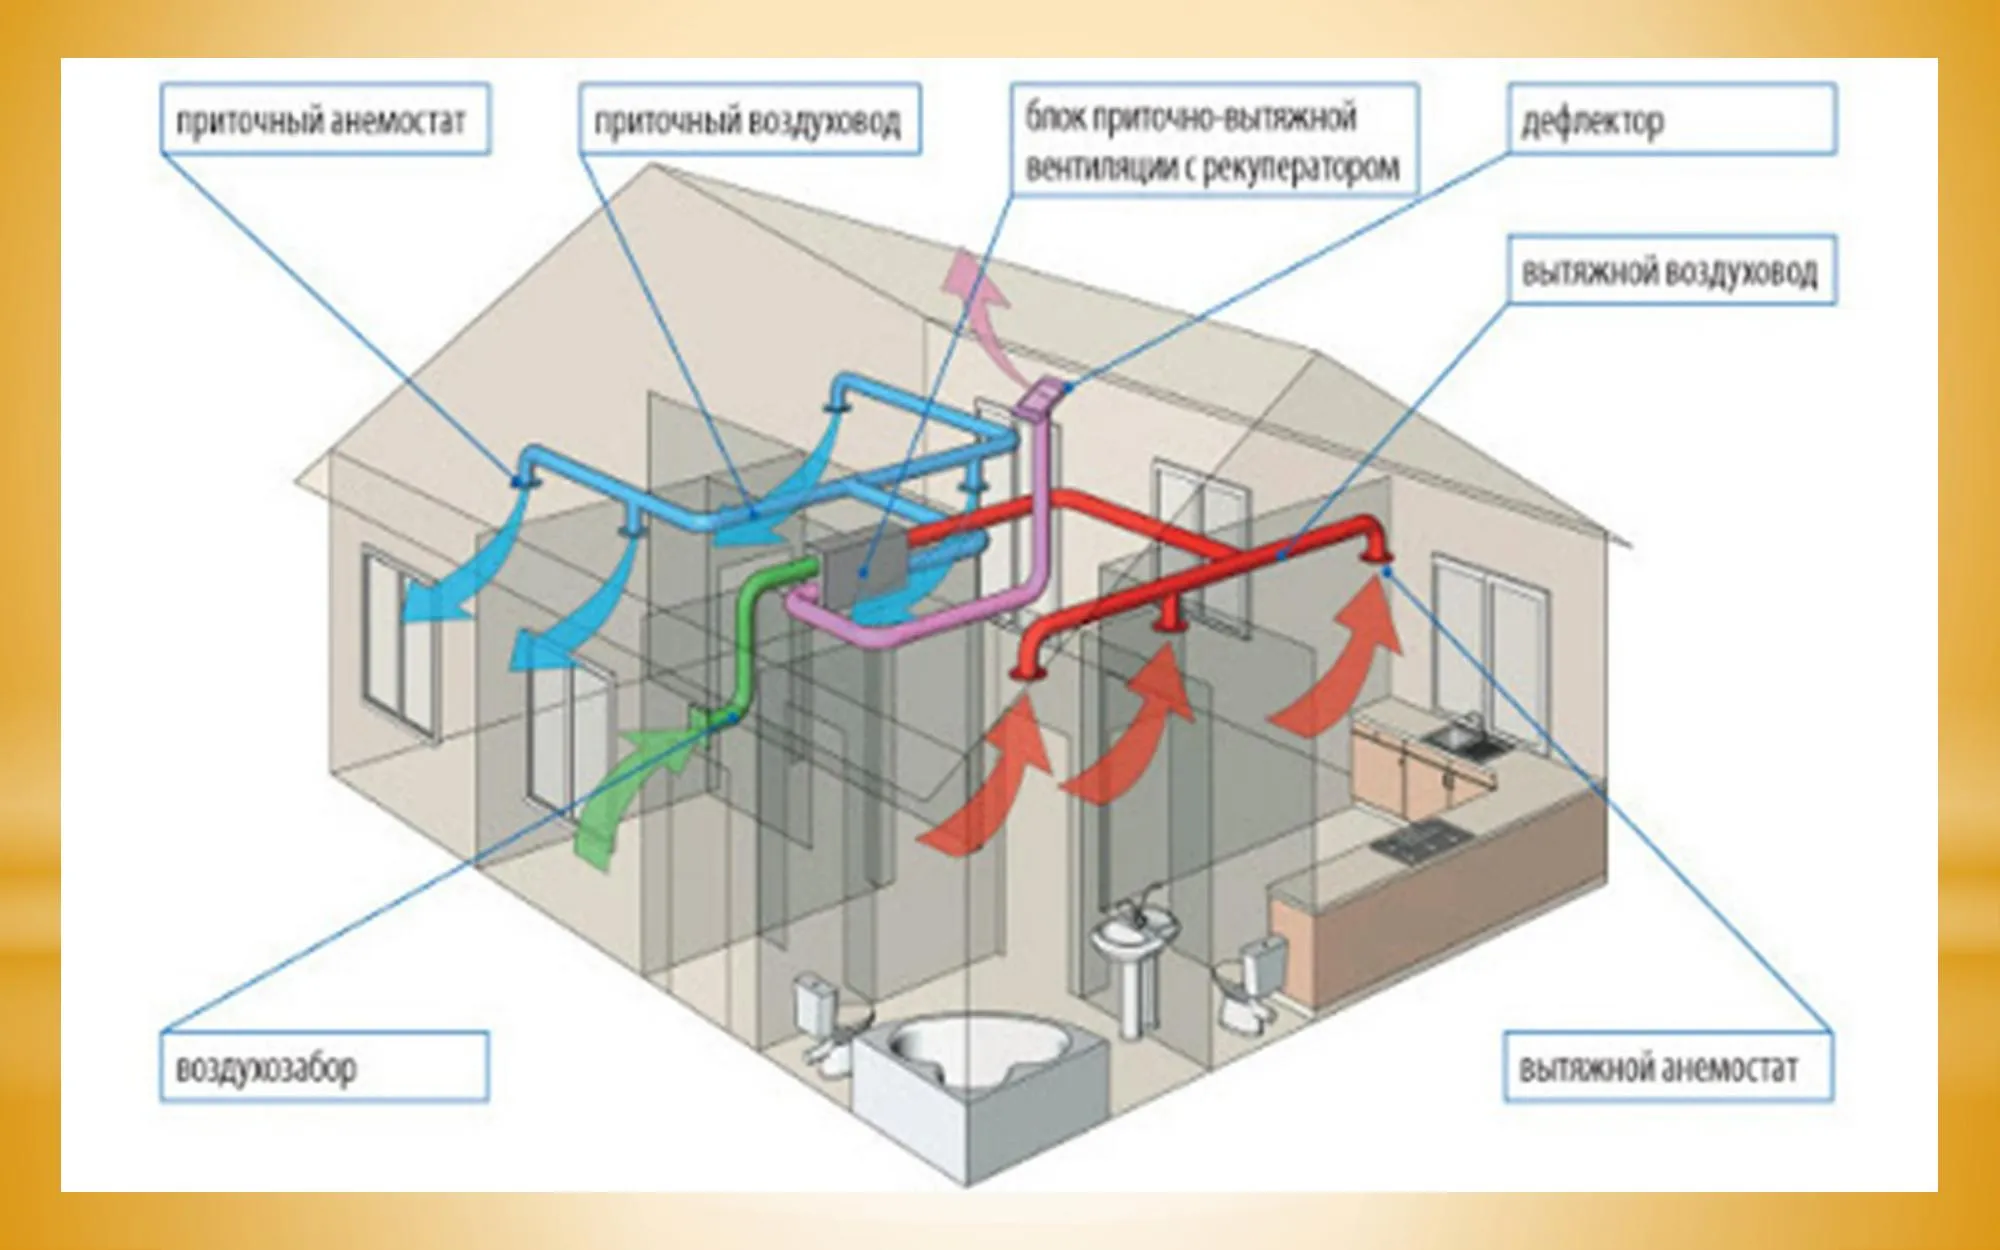 приточный анемостат
приточный воздуховод
блок приточно-вытяжной
вентиляции с рекуператором
дефлектор
вытяжной воздуховод
воздухозабор
вытяжной анемостат